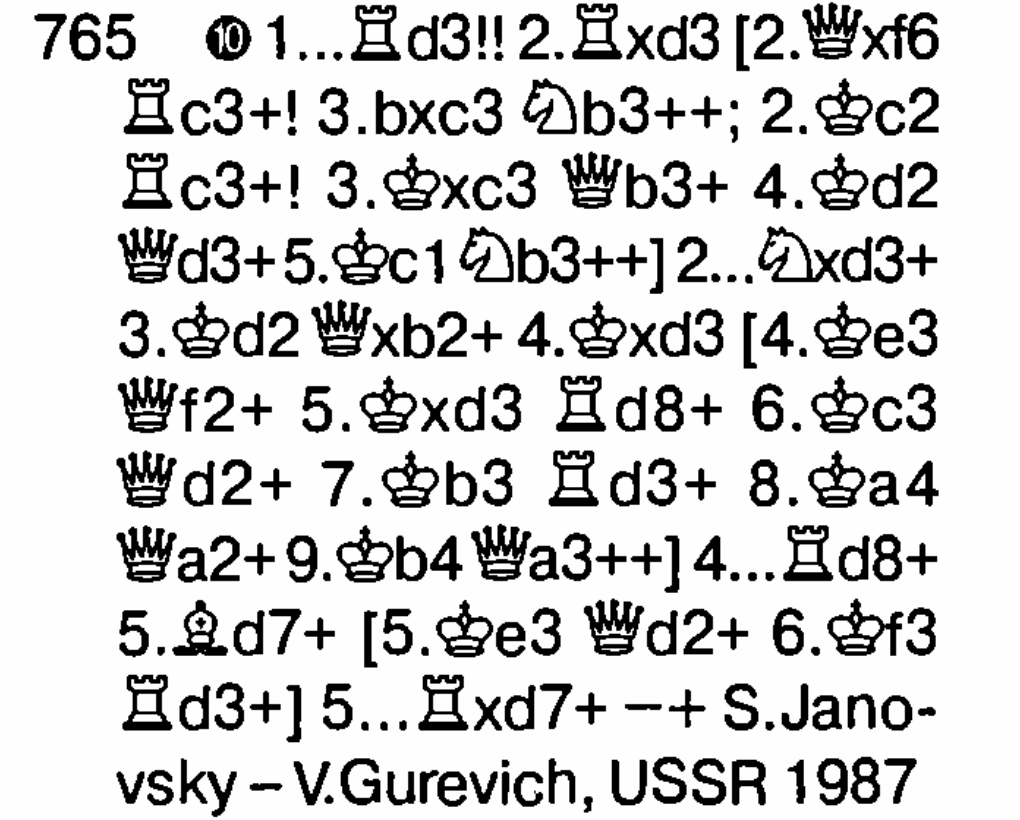 765 ❿ 1...♖d3!! 2.♖xd3 [2.♕xf6
♖c3+! 3.bxc3 ♘b3++; 2.♔c2
♖c3+! 3.♔xc3 ♕b3+ 4.♔d2
♕d3+ 5.♔c1 ♘b3++] 2...♘xd3+
3.♔d2 ♕xb2+ 4.♔xd3 [4.♔e3
♕f2+ 5.♔xd3 ♖d8+ 6.♔c3
♕d2+ 7.♔b3 ♖d3+ 8.♔a4
♕a2+ 9.♔b4 ♕a3++] 4...♖d8+
5.♗d7+ [5.♔e3 ♕d2+ 6.♔f3
♖d3+] 5...♖xd7+ −+ S.Jano-
vsky – V.Gurevich, USSR 1987